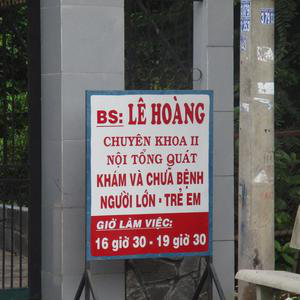 BS: LÊ HOÀNG
CHUYÊN KHOA II
NỘI TỔNG QUÁT
KHÁM VÀ CHƯÃ BỆNH
NGƯỜI LỚN - TRẺ EM
GIỜ LÀM VIỆC:
16 giờ 30 - 19 giờ 30